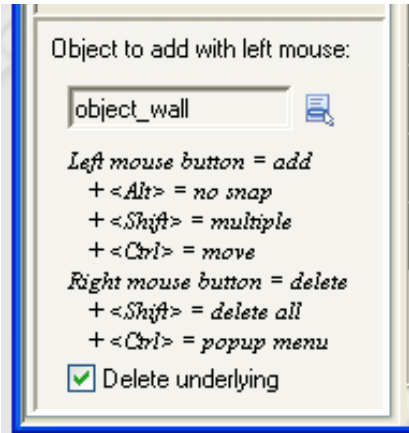 Object to add with left mouse:
object_wall
Left mouse button = add
+ <Alt> = no snap
+ <Shift> = multiple
+ <Ctrl> = move
Right mouse button = delete
+ <Shift> = delete all
+ <Ctrl> = popup menu
Delete underlying